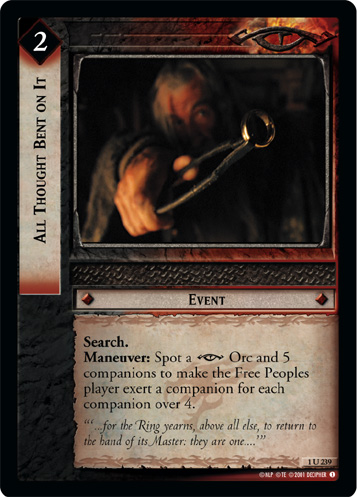 2
All Thought Bent on It
Event
Search.
Maneuver: Spot a Orc and 5
companions to make the Free Peoples
player exert a companion for each
companion over 4.
"'...for the Ring yearns, above all else, to return
to the hand of its Master: they are one....'"
1 U 239
©NLP ©TE ©2001 DECIPHER